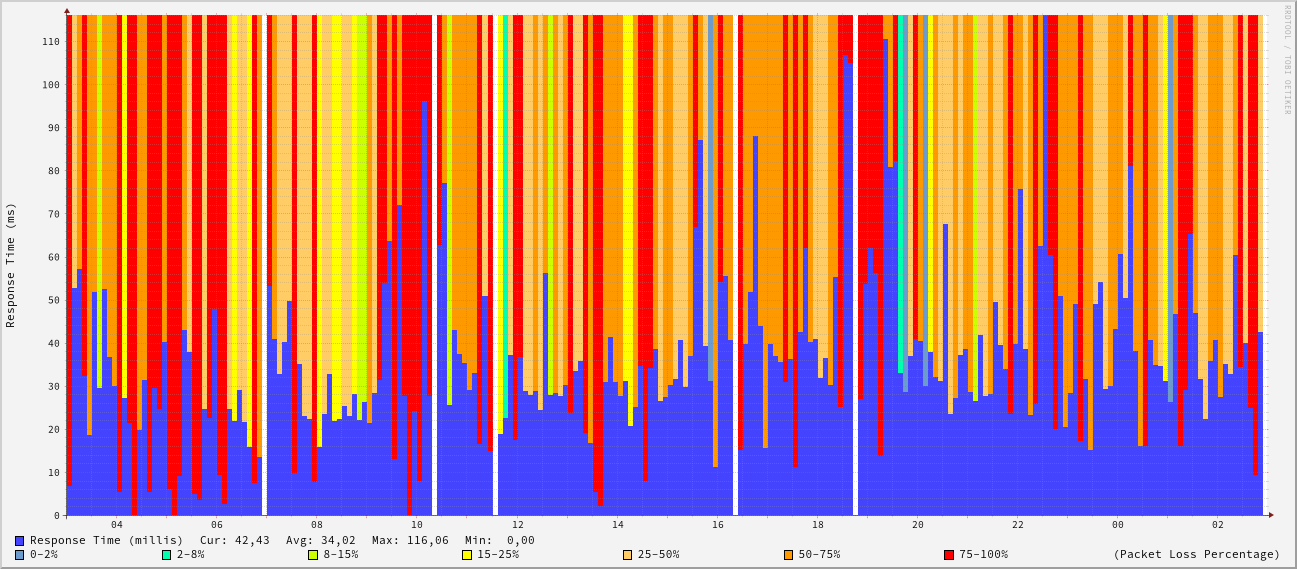 RRDTOOL / TOBI OETIKER
Response Time (ms)
110
100
90
80
70
60
50
40
30
20
10
0
04 06 08 10 12 14 16 18 20 22 00 02
Response Time (millis) Cur: 42,43 Avg: 34,02 Max: 116,06 Min: 0,00
0-2% 2-8% 8-15% 15-25% 25-50% 50-75% 75-100% (Packet Loss Percentage)